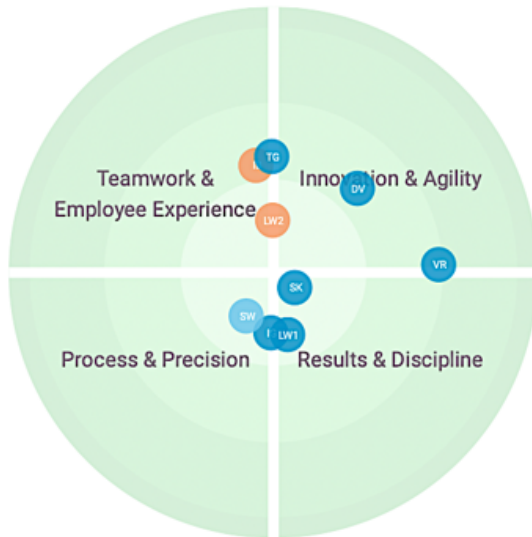 TG
Teamwork &
Employee Experience
Innovation & Agility
DV
LW2
VR
SK
SW
LW1
Process & Precision
Results & Discipline